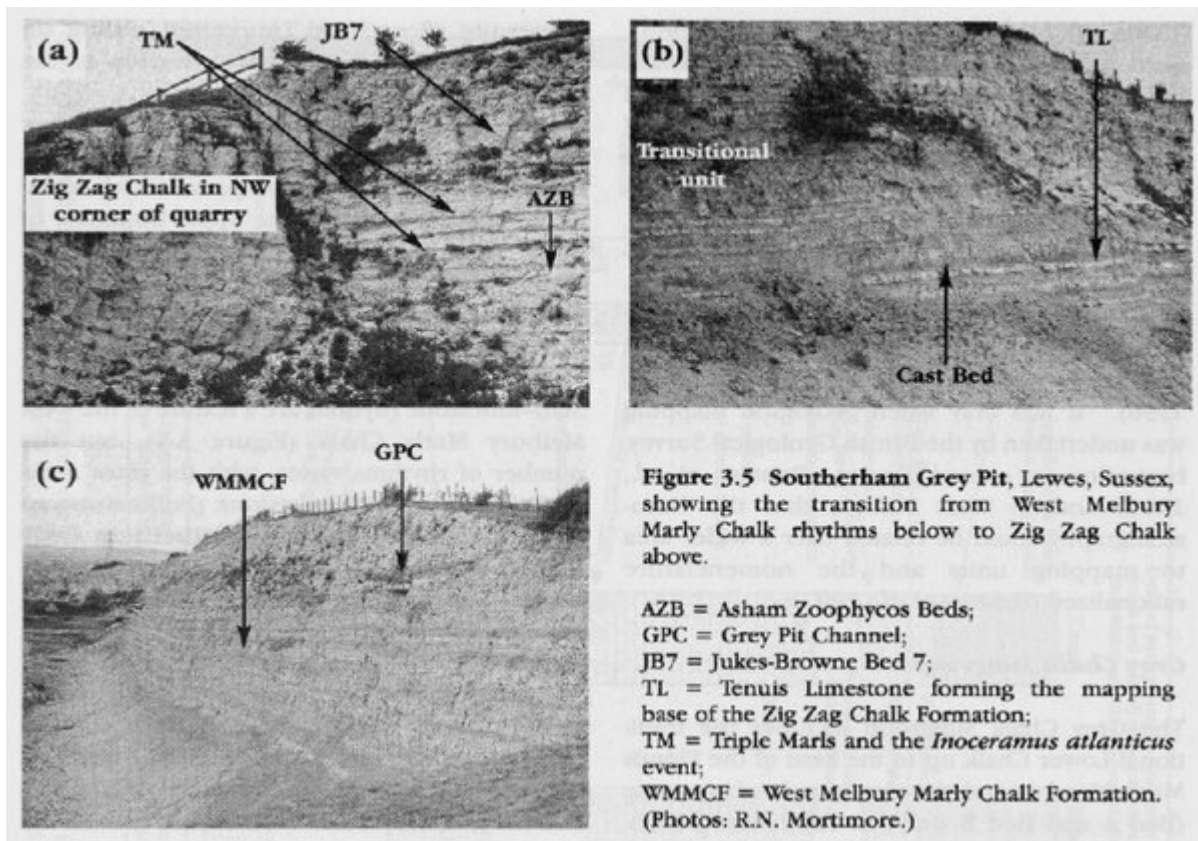 (a)
TM
JB7
Zig Zag Chalk in NW
corner of quarry
AZB
(b)
TL
Transitional
unit
Cast Bed
(c)
WMMCF
GPC
Figure 3.5 Southerham Grey Pit, Lewes, Sussex,
showing the transition from West Melbury
Marly Chalk rhythms below to Zig Zag Chalk
above.
AZB = Asham Zoophycos Beds;
GPC = Grey Pit Channel;
JB7 = Jukes-Browne Bed 7;
TL = Tenuis Limestone forming the mapping
base of the Zig Zag Chalk Formation;
TM = Triple Marls and the Inoceramus atlanticus
event;
WMMCF = West Melbury Marly Chalk Formation.
(Photos: R.N. Mortimore.)